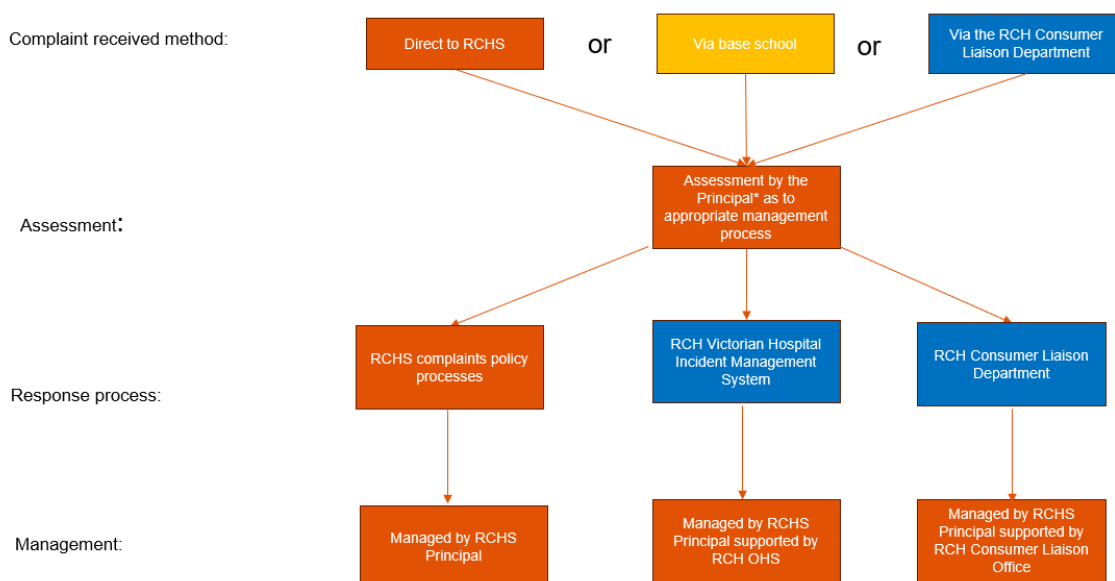 Complaint received method:
Direct to RCHS
or
Via base school
or
Via the RCH Consumer
Liaison Department
Assessment:
Assessment by the
Principal* as to
appropriate management
process
Response process:
RCHS complaints policy
processes
RCH Victorian Hospital
Incident Management
System
RCH Consumer Liaison
Department
Management:
Managed by RCHS
Principal
Managed by RCHS
Principal supported by
RCH OHS
Managed by RCHS
Principal supported by
RCH Consumer Liaison
Office